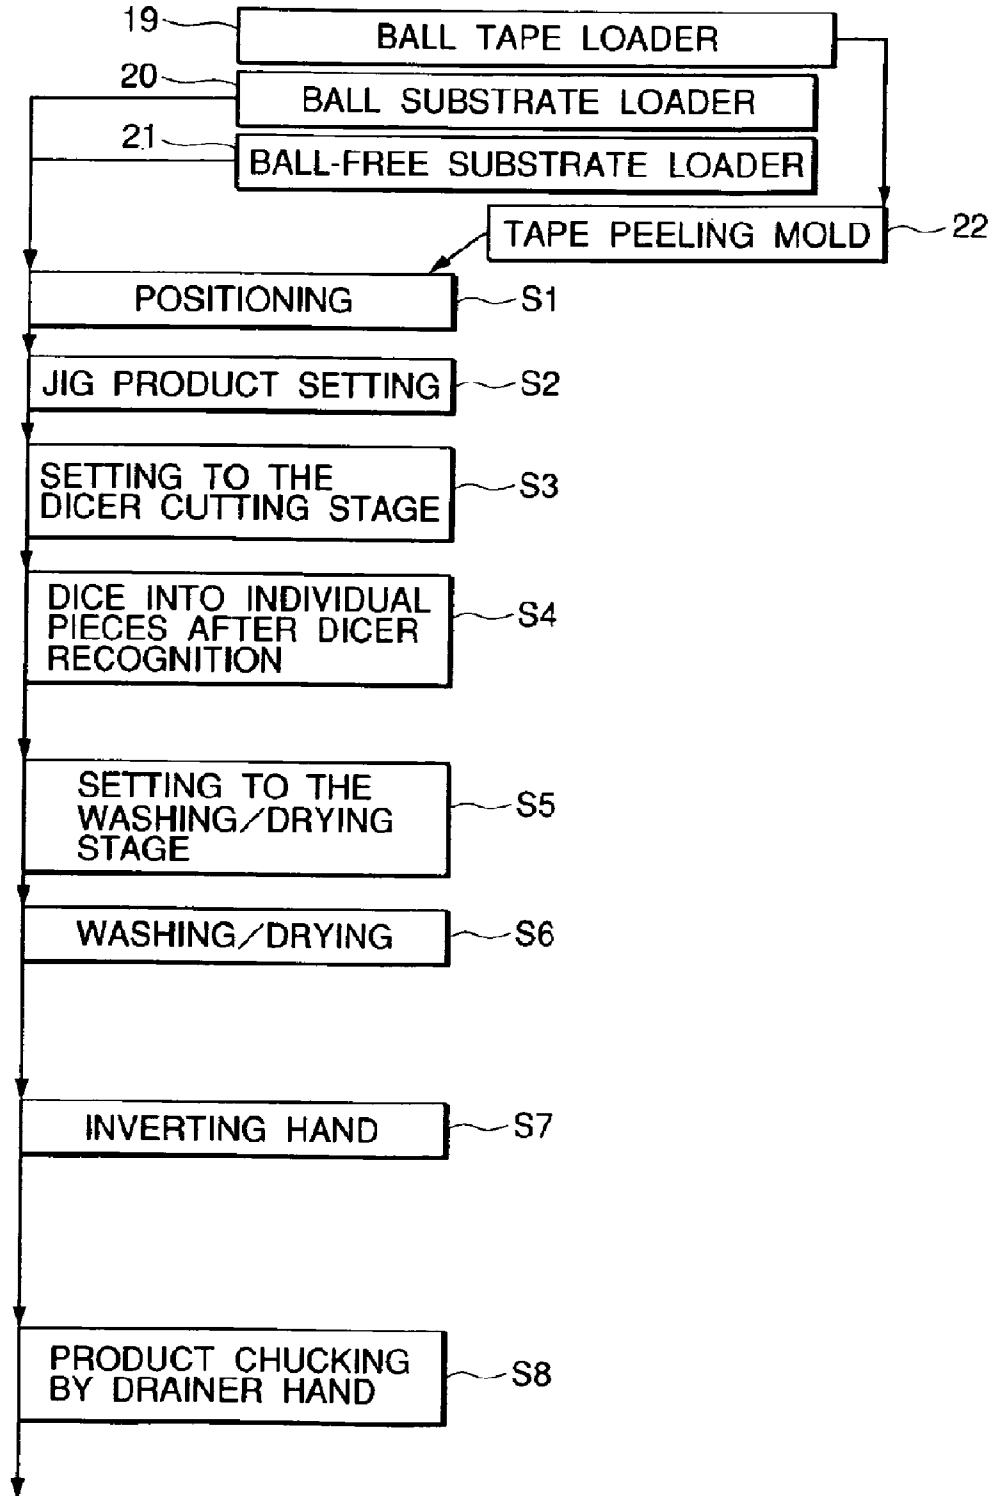 19
BALL TAPE LOADER
20
BALL SUBSTRATE LOADER
21
BALL-FREE SUBSTRATE LOADER
TAPE PEELING MOLD
22
POSITIONING
S1
JIG PRODUCT SETTING
S2
SETTING TO THE
DICER CUTTING STAGE
S3
DICE INTO INDIVIDUAL
PIECES AFTER DICER
RECOGNITION
S4
SETTING TO THE
WASHING/DRYING
STAGE
S5
WASHING/DRYING
S6
INVERTING HAND
S7
PRODUCT CHUCKING
BY DRAINER HAND
S8